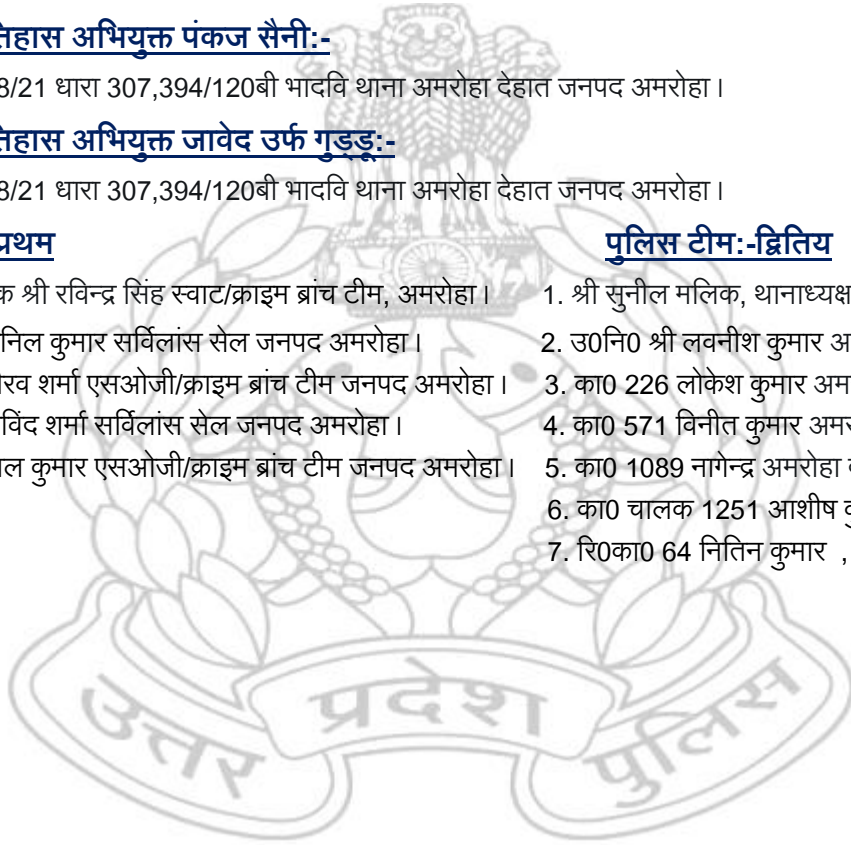 तिहास अभियुक्त पंकज सैनी:-
8/21 धारा 307,394/120बी भादवि थाना अमरोहा देहात जनपद अमरोहा।
तिहास अभियुक्त जावेद उर्फ गुड्डू:-
8/21 धारा 307,394/120बी भादवि थाना अमरोहा देहात जनपद अमरोहा।
प्रथम
क श्री रविन्द्र सिंह स्वाट/क्राइम ब्रांच टीम, अमरोहा।
निल कुमार सर्विलांस सेल जनपद अमरोहा।
रव शर्मा एसओजी/क्राइम ब्रांच टीम जनपद अमरोहा।
विंद शर्मा सर्विलांस सेल जनपद अमरोहा।
ल कुमार एसओजी/क्राइम ब्रांच टीम जनपद अमरोहा।
पुलिस टीम:-द्वितिय
1. श्री सुनील मलिक, थानाध्यक्ष
2. उ0नि0 श्री लवनीश कुमार अ
3. का0 226 लोकेश कुमार अम
4. का0 571 विनीत कुमार अम
5. का0 1089 नागेन्द्र अमरोहा
6. का0 चालक 1251 आशीष
7. रि0का0 64 नितिन कुमार ,
उत्तर प्रदेश पुलिस